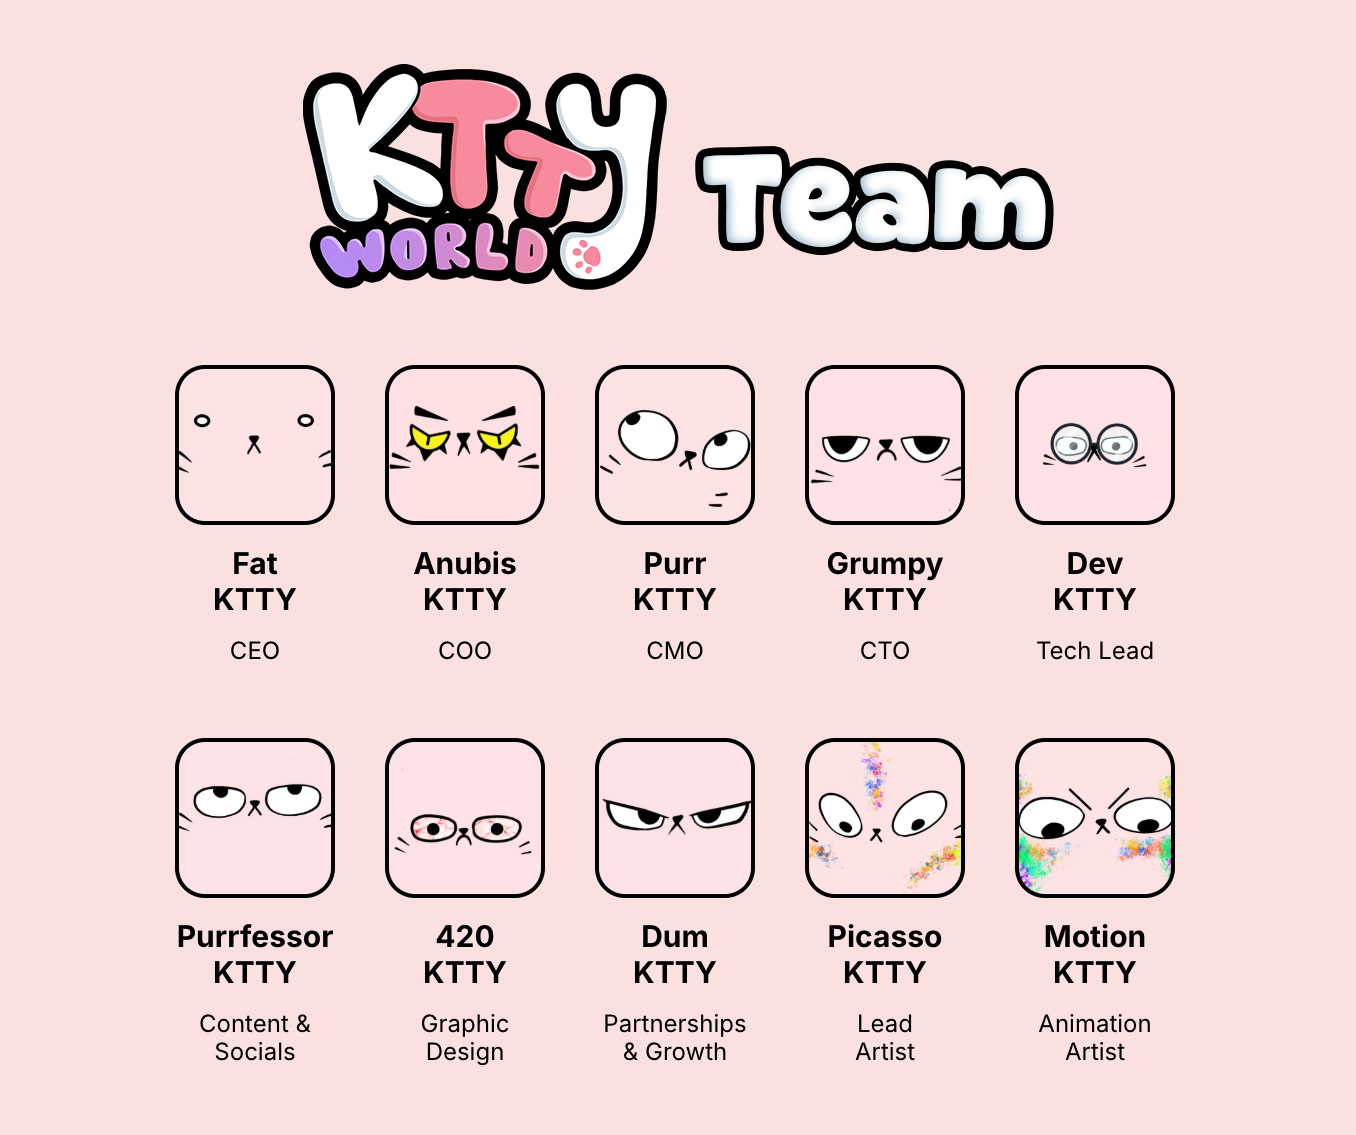 KTTY Team
WORLD
Fat Anubis Purr Grumpy Dev
KTTY KTTY KTTY KTTY KTTY
CEO COO CMO CTO Tech Lead
Purrfessor 420 Dum Picasso Motion
KTTY KTTY KTTY KTTY KTTY
Content & Graphic Partnerships Lead Animation
Socials Design & Growth Artist Artist